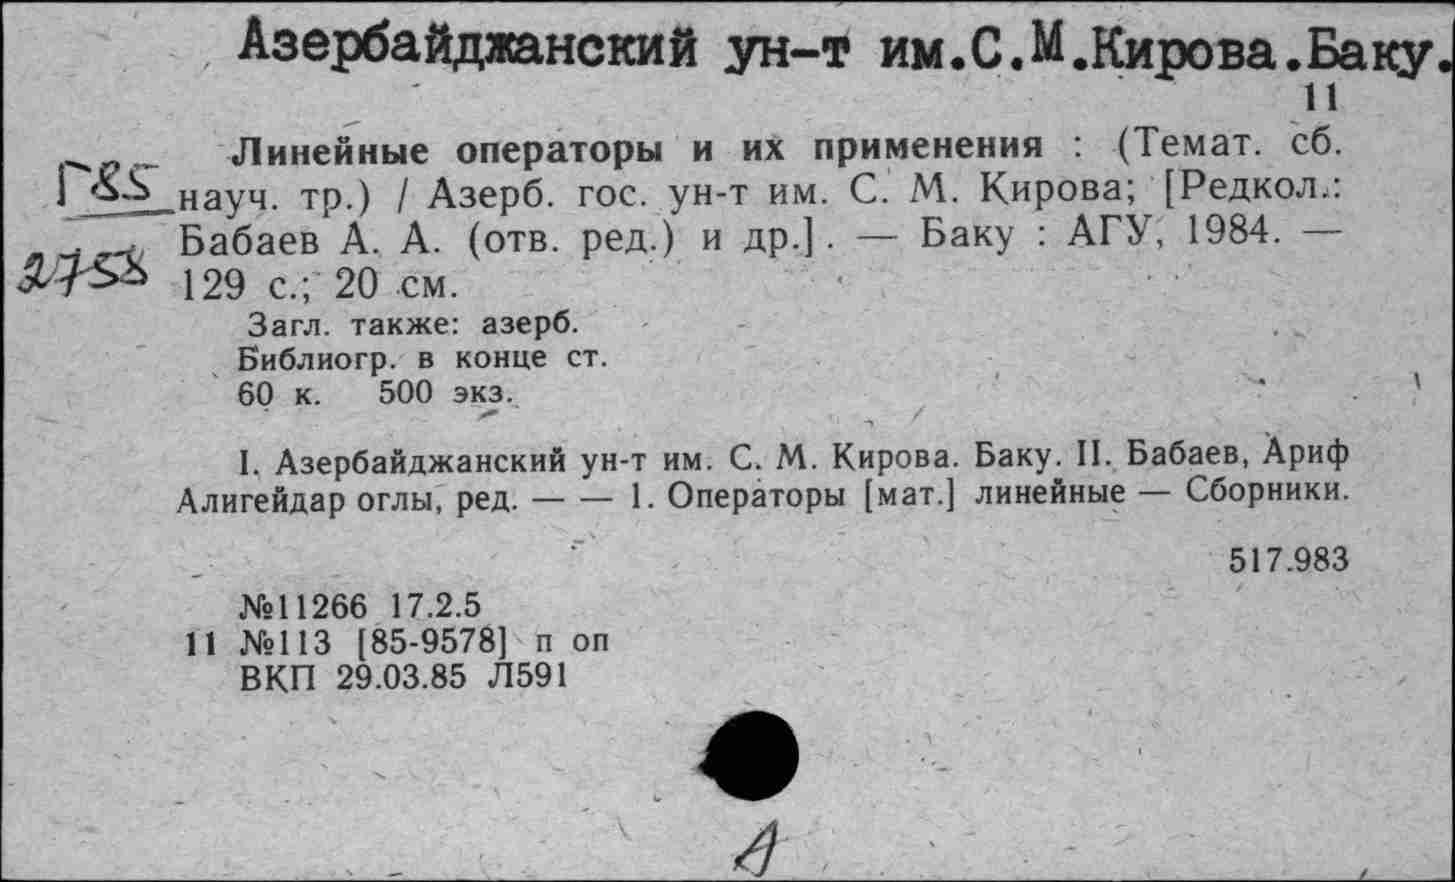 Азербайджанский ун-т им.С.М.Кирова.Баку.
11
Линейные операторы и их применения : (Темат. сб.
Г85 науч. тр.) / Азерб. гос. ун-т им. С. М. Кирова; [Редкол.:
Бабаев А. А. (отв. ред.) и др.]. — Баку : АГУ, 1984. —
2758 129 с.; 20 см.
Загл. также: азерб.
Библиогр. в конце ст.
60 к. 500 экз.
I. Азербайджанский ун-т им. С. М. Кирова. Баку. II. Бабаев, Ариф
Алигейдар оглы, ред. — — 1. Операторы [мат.] линейные — Сборники.
517.983
№11266 17.2.5
11 №113 [85-9578] п оп
ВКП 29.03.85 Л591
А